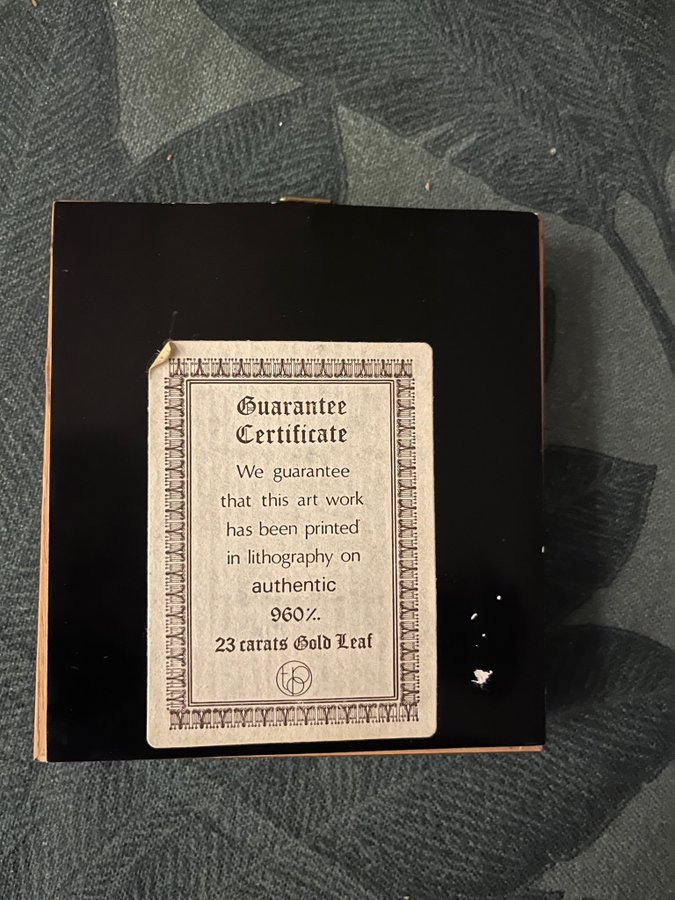 Guarantee
Certificate
We guarantee
that this art work
has been printed
in lithography on
authentic
960‰
23 carats Gold Leaf